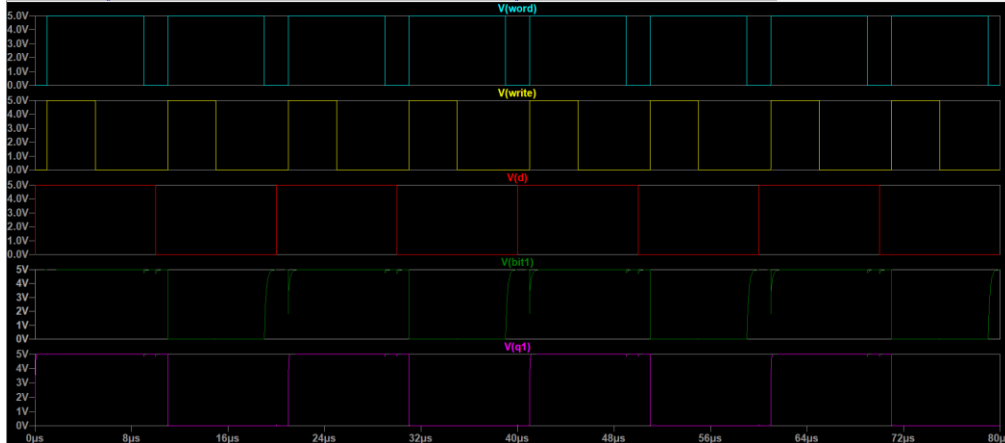 V(word)
5.0V
4.0V
3.0V
2.0V
1.0V
0.0V
V(write)
5.0V
4.0V
3.0V
2.0V
1.0V
0.0V
V(d)
5.0V
4.0V
3.0V
2.0V
1.0V
0.0V
V(bit1)
5V
4V
3V
2V
1V
0V
V(q1)
5V
4V
3V
2V
1V
0V
0µs 8µs 16µs 24µs 32µs 40µs 48µs 56µs 64µs 72µs 80µs